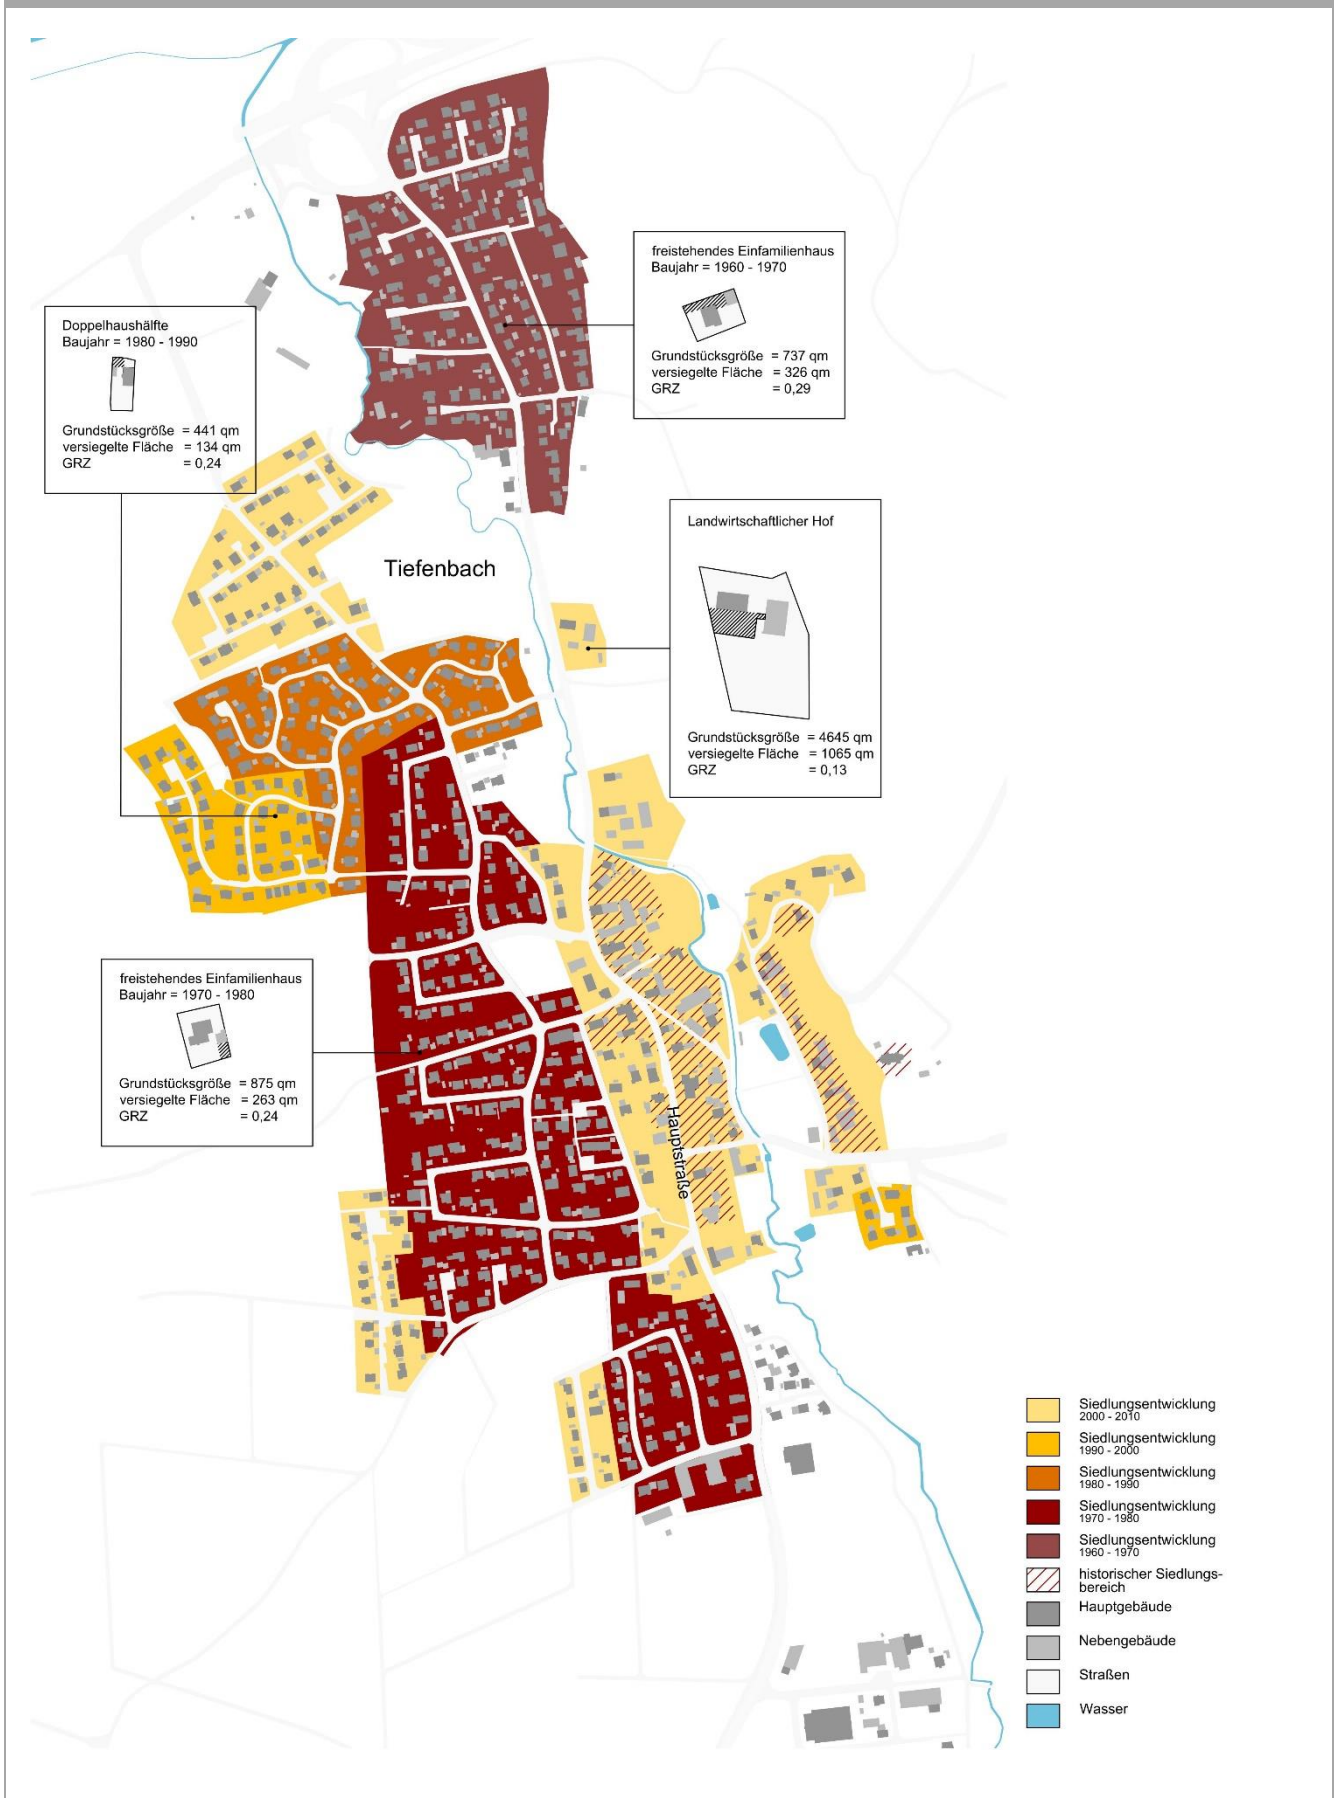 freistehendes Einfamilienhaus
Baujahr = 1960 - 1970
Grundstücksgröße = 737 qm
versiegelte Fläche = 326 qm
GRZ = 0,29
Doppelhaushälfte
Baujahr = 1980 - 1990
Grundstücksgröße = 441 qm
versiegelte Fläche = 134 qm
GRZ = 0,24
Landwirtschaftlicher Hof
Grundstücksgröße = 4645 qm
versiegelte Fläche = 1065 qm
GRZ = 0,13
Tiefenbach
freistehendes Einfamilienhaus
Baujahr = 1970 - 1980
Grundstücksgröße = 875 qm
versiegelte Fläche = 263 qm
GRZ = 0,24
Hauptstraße
Siedlungsentwicklung
2000 - 2010
Siedlungsentwicklung
1990 - 2000
Siedlungsentwicklung
1980 - 1990
Siedlungsentwicklung
1970 - 1980
Siedlungsentwicklung
1960 - 1970
historischer Siedlungs-
bereich
Hauptgebäude
Nebengebäude
Straßen
Wasser